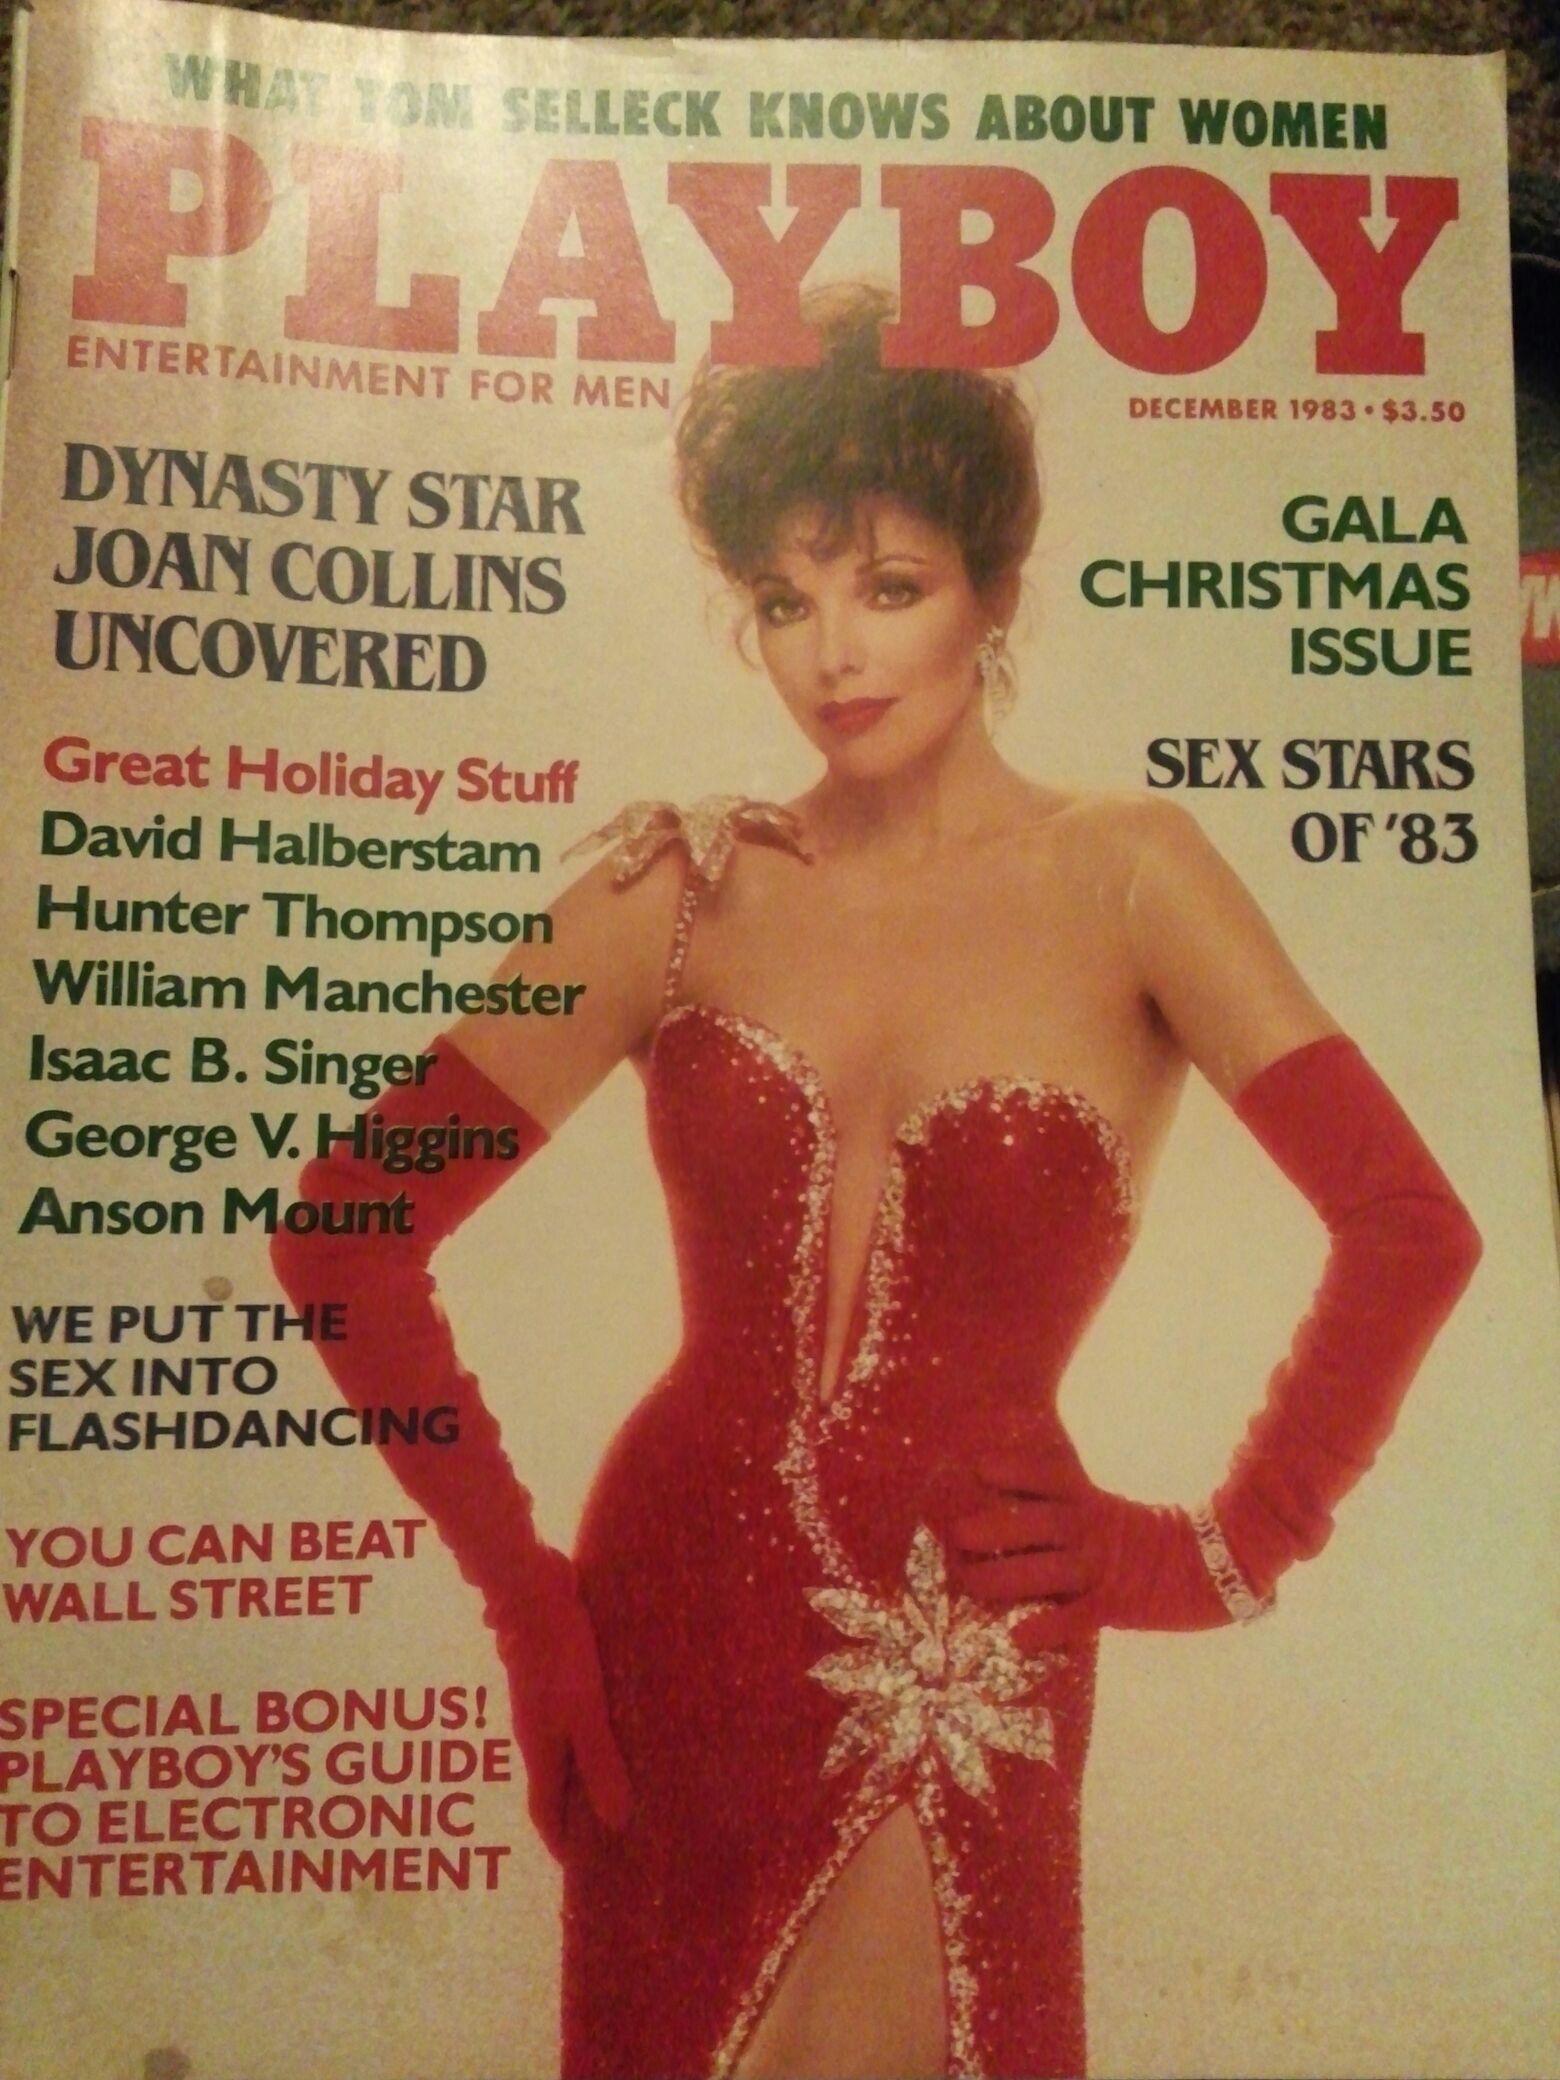 WHAT TOM SELLECK KNOWS ABOUT WOMEN
PLAYBOY
ENTERTAINMENT FOR MEN
DECEMBER 1983 • $3.50
DYNASTY STAR
JOAN COLLINS
UNCOVERED
GALA
CHRISTMAS
ISSUE
SEX STARS
OF '83
Great Holiday Stuff
David Halberstam
Hunter Thompson
William Manchester
Isaac B. Singer
George V. Higgins
Anson Mount
WE PUT THE
SEX INTO
FLASHDANCING
YOU CAN BEAT
WALL STREET
SPECIAL BONUS!
PLAYBOY'S GUIDE
TO ELECTRONIC
ENTERTAINMENT